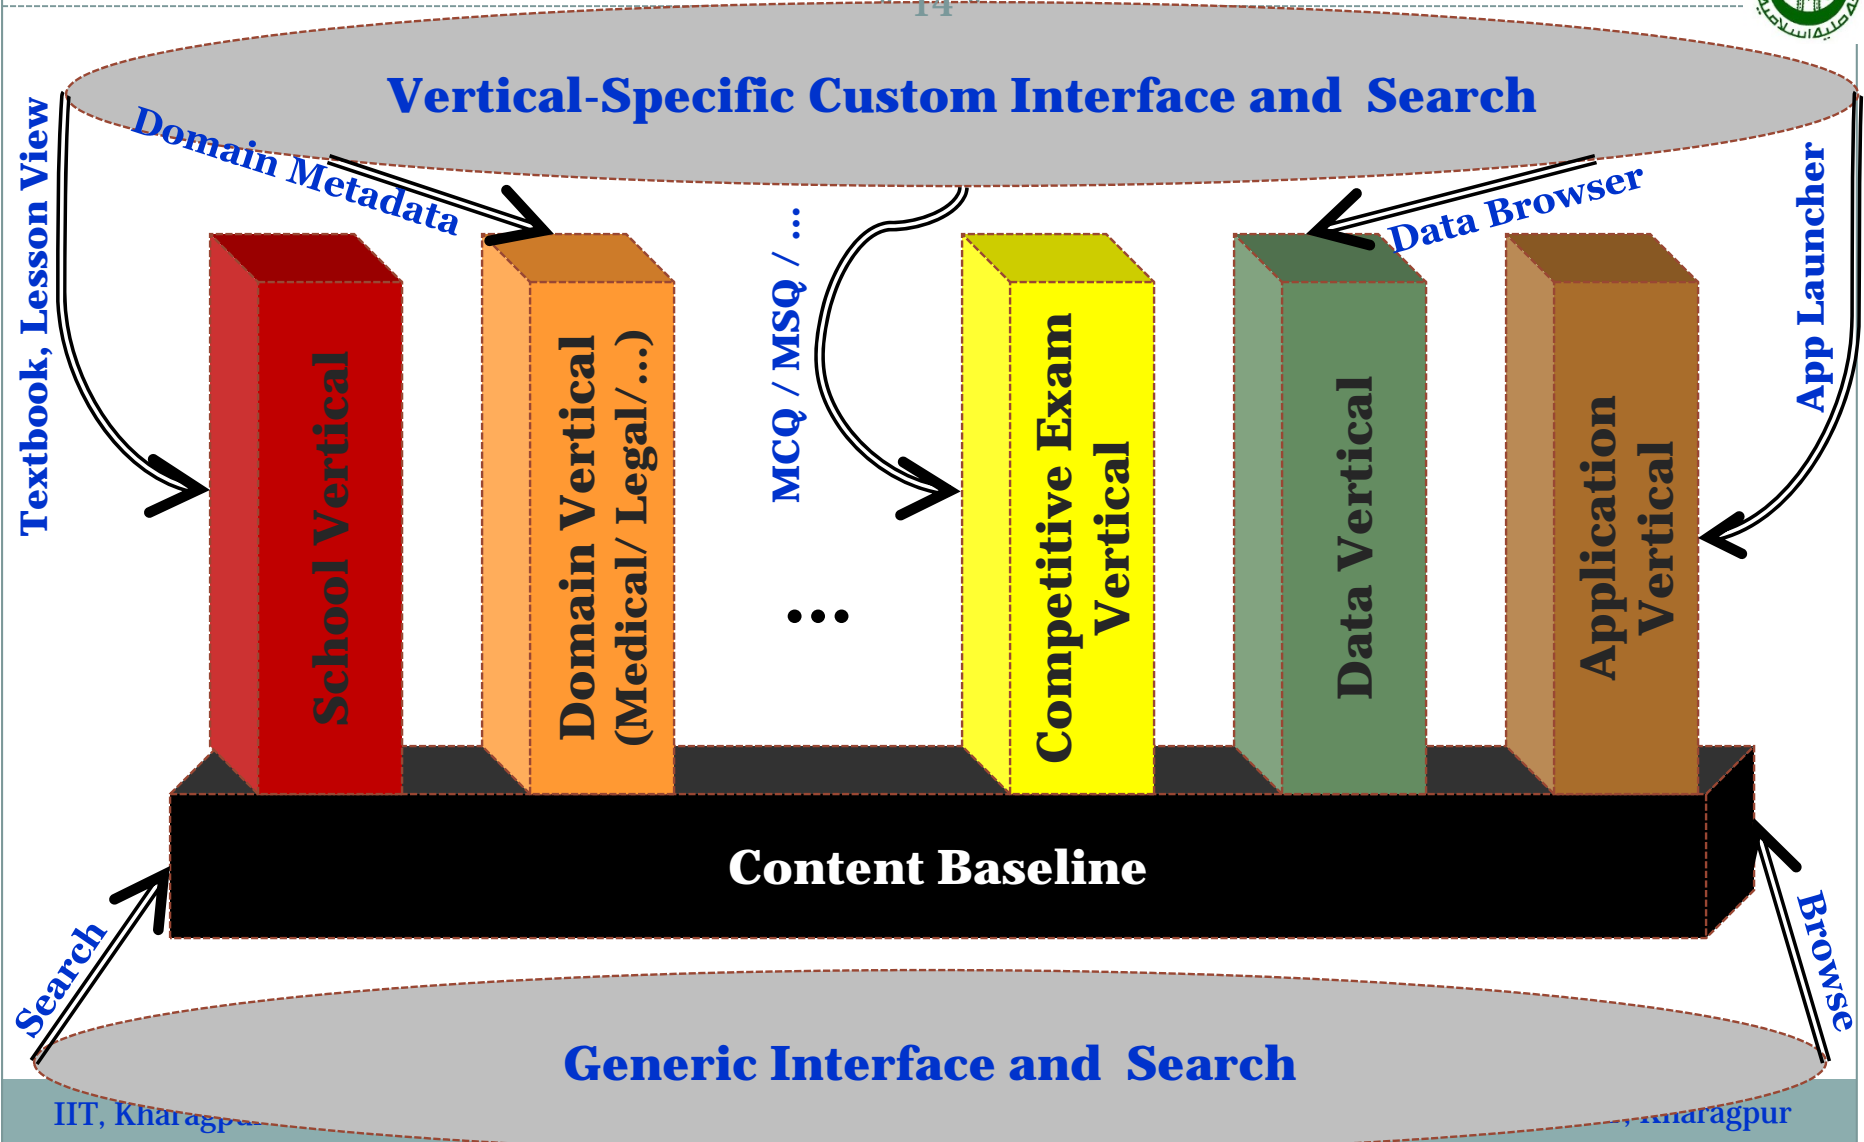 14
Vertical-Specific Custom Interface and Search
Textbook, Lesson View
Domain Metadata
MCQ / MSQ / ...
Data Browser
App Launcher
School Vertical
Domain Vertical
(Medical/ Legal/...)
...
Competitive Exam
Vertical
Data Vertical
Application
Vertical
Content Baseline
Search
Browse
Generic Interface and Search
IIT, Kharagpur
Kharagpur